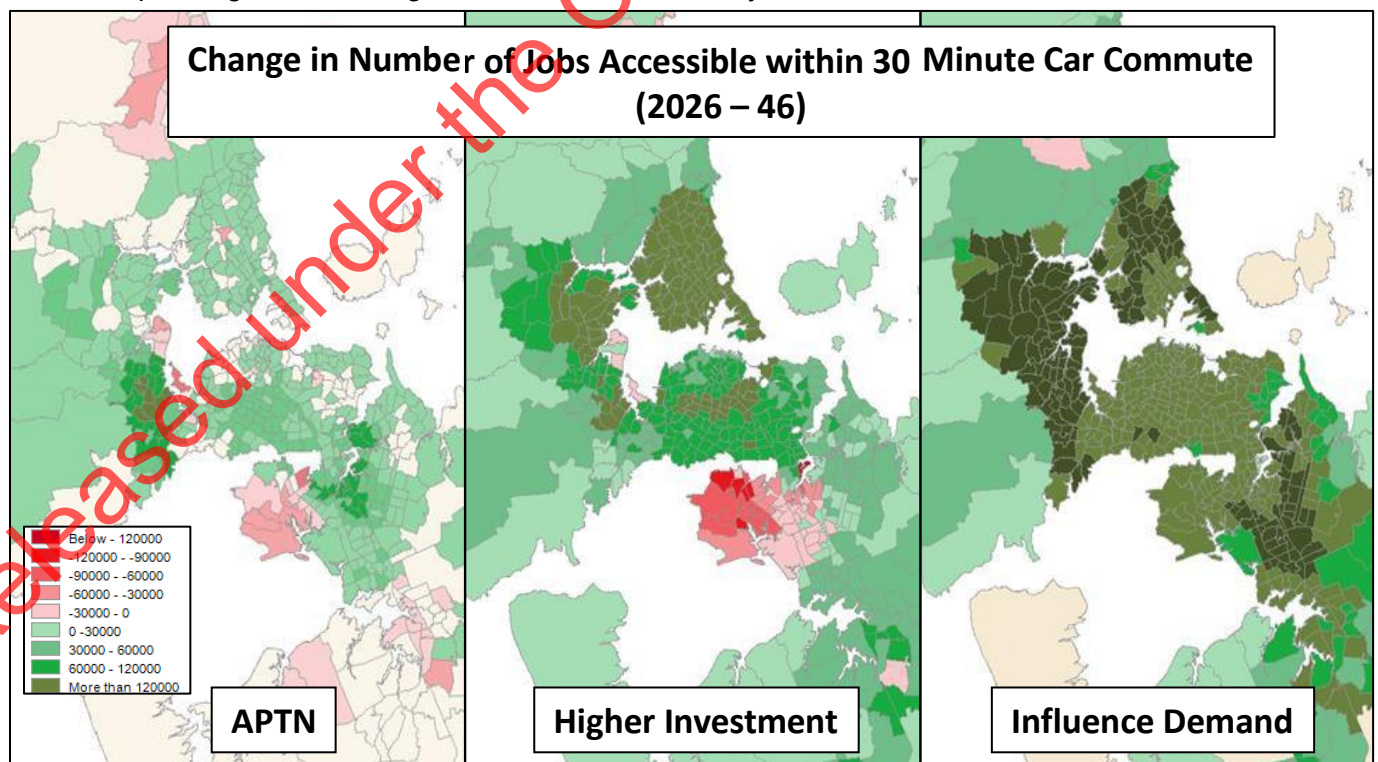 Change in Number of Jobs Accessible within 30 Minute Car Commute
(2026 – 46)
Released under the
Below - 120000
-120000 - -90000
-90000 - -60000
-60000 - -30000
-30000 - 0
0 -30000
30000 - 60000
60000 - 120000
More than 120000
APTN
Higher Investment
Influence Demand